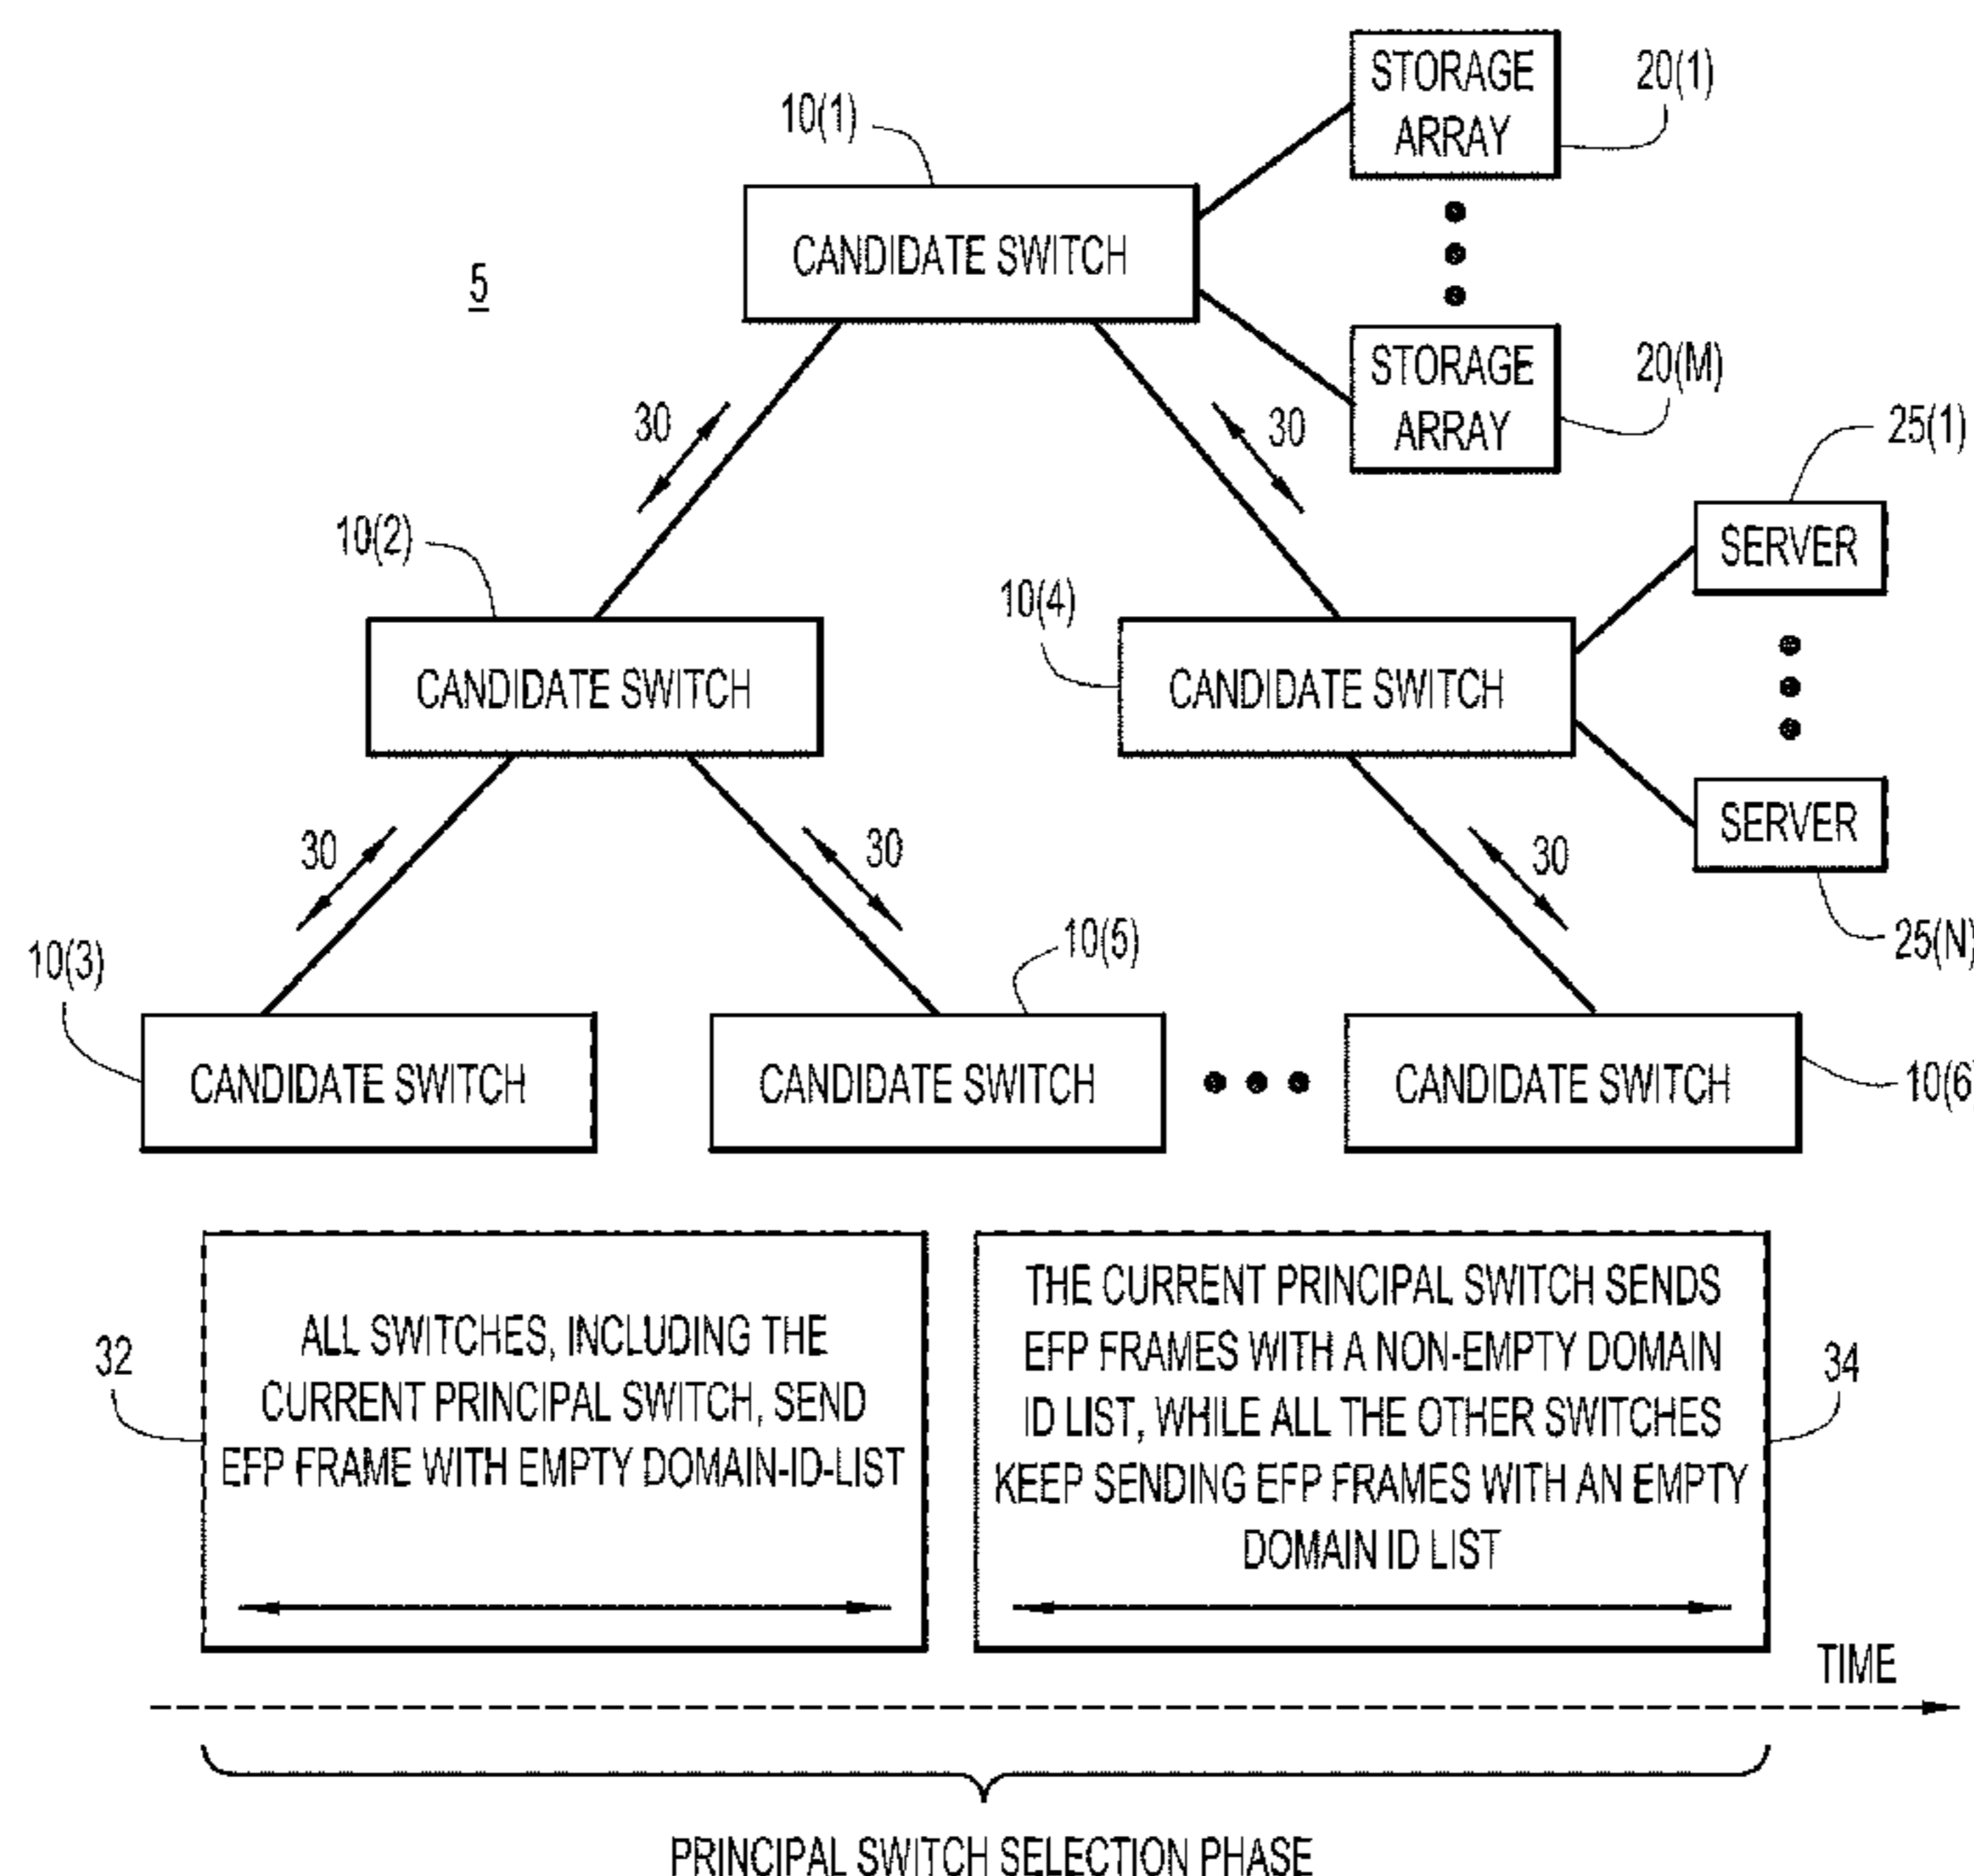 STORAGE
ARRAY
20(1)
10(1)
CANDIDATE SWITCH
5
STORAGE
ARRAY
20(M)
30
30
25(1)
SERVER
10(2)
10(4)
CANDIDATE SWITCH
CANDIDATE SWITCH
SERVER
25(N)
30
30
30
10(3)
10(5)
CANDIDATE SWITCH
CANDIDATE SWITCH
CANDIDATE SWITCH
10(6
32
ALL SWITCHES, INCLUDING THE
CURRENT PRINCIPAL SWITCH, SEND
EFP FRAME WITH EMPTY DOMAIN-ID-LIST
THE CURRENT PRINCIPAL SWITCH SENDS
EFP FRAMES WITH A NON-EMPTY DOMAIN
ID LIST, WHILE ALL THE OTHER SWITCHES
KEEP SENDING EFP FRAMES WITH AN EMPTY
DOMAIN ID LIST
34
TIME
PRINCIPAL SWITCH SELECTION PHASE